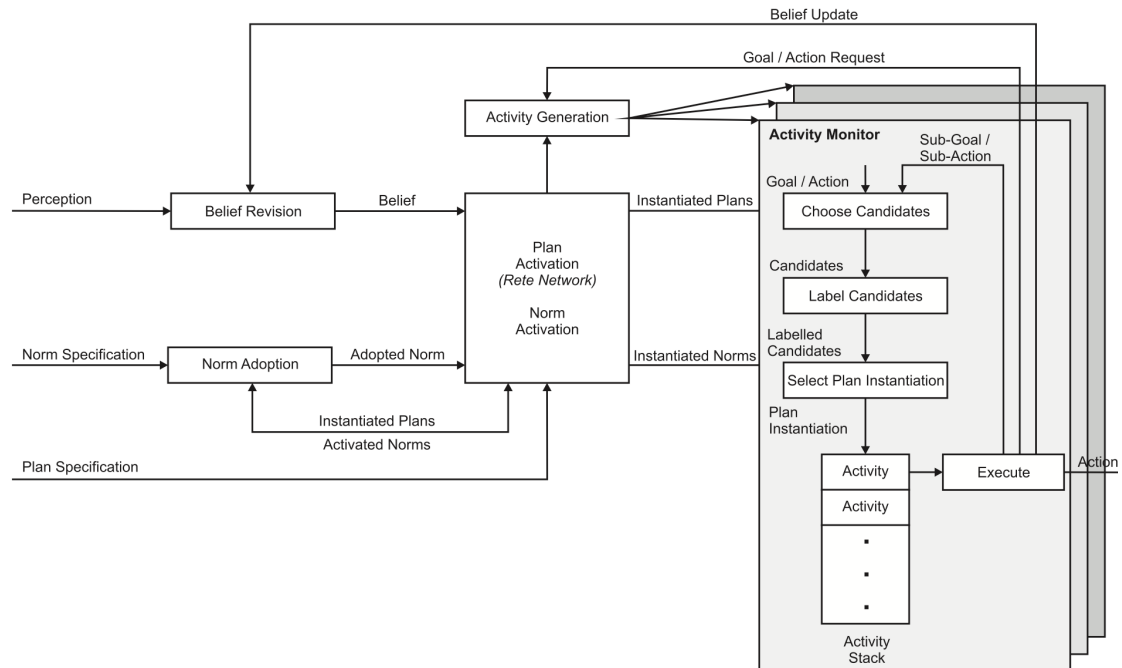 Belief Update
Goal / Action Request
Activity Generation
Activity Monitor
Sub-Goal /
Sub-Action
Goal / Action
Perception
Belief Revision
Belief
Instantiated Plans
Choose Candidates
Plan
Activation
(Rete Network)
Norm
Activation
Candidates
Label Candidates
Norm Specification
Norm Adoption
Adopted Norm
Instantiated Norms
Labelled
Candidates
Select Plan Instantiation
Instantiated Plans
Activated Norms
Plan
Instantiation
Plan Specification
Activity
Execute
Action
Activity
Activity
Stack